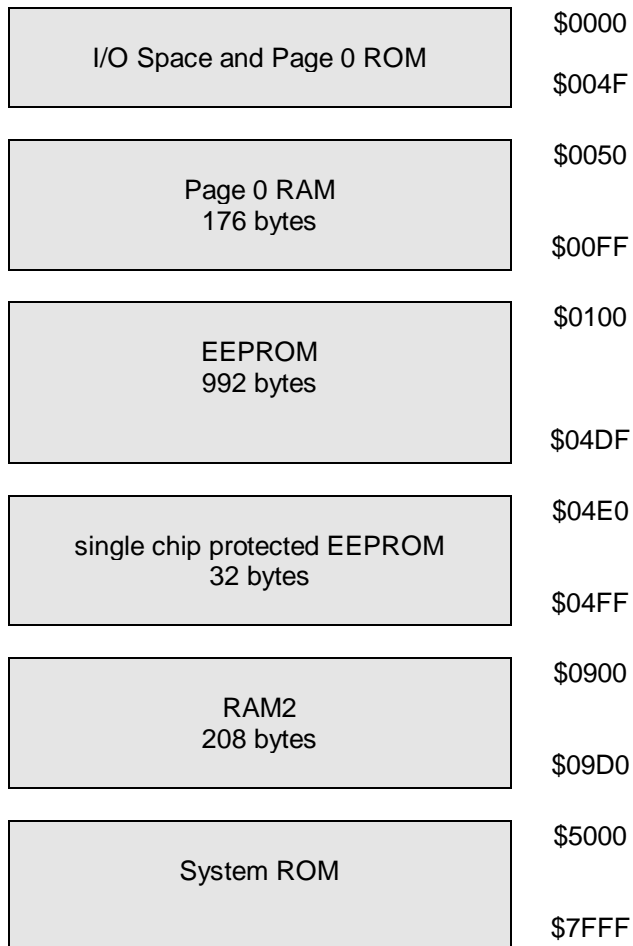 $0000
I/O Space and Page 0 ROM
$004F
$0050
Page 0 RAM
176 bytes
$00FF
$0100
EEPROM
992 bytes
$04DF
$04E0
single chip protected EEPROM
32 bytes
$04FF
$0900
RAM2
208 bytes
$09D0
$5000
System ROM
$7FFF